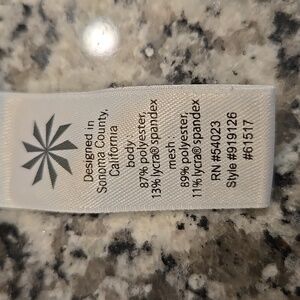 Designed in
Sonoma County,
California
body:
87% polyester,
13% lycra® spandex
mesh:
89% polyester,
11% lycra® spandex
RN #54023
Style #919126
#61517